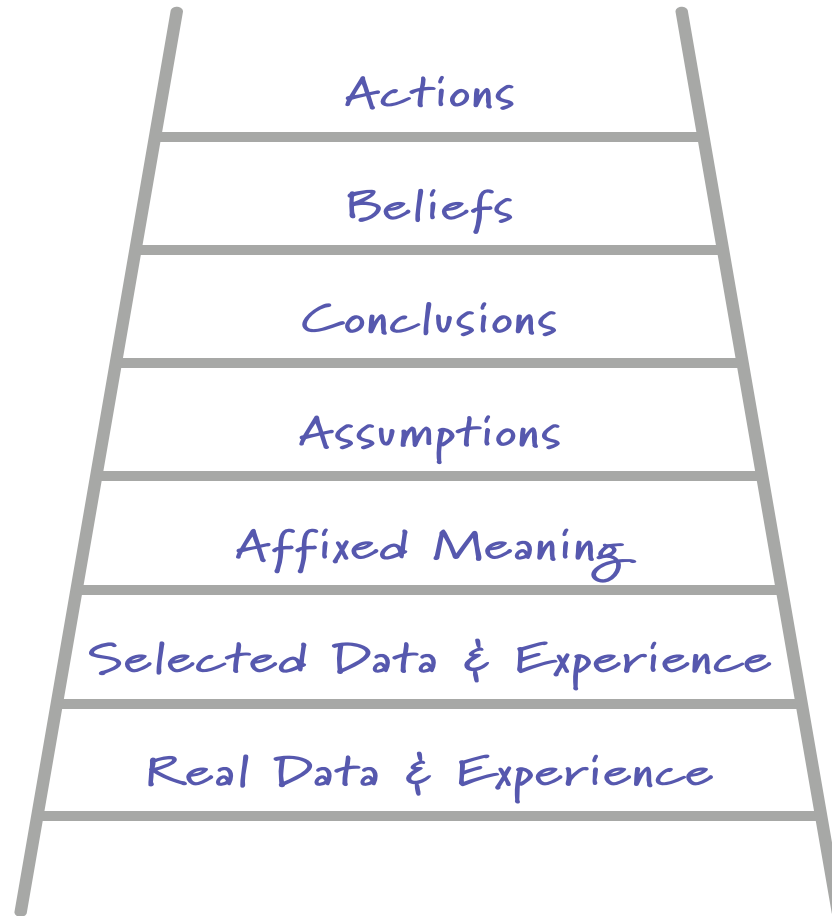 Actions
Beliefs
Conclusions
Assumptions
Affixed Meaning
Selected Data & Experience
Real Data & Experience